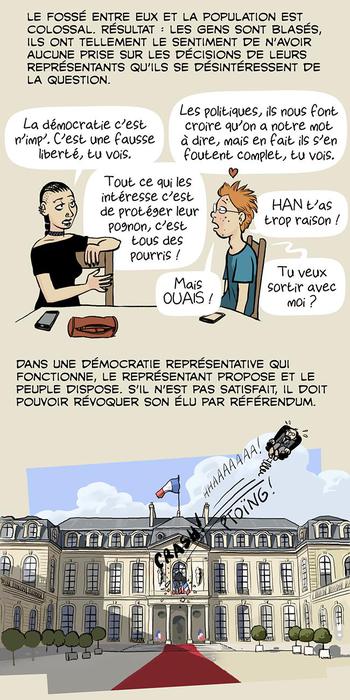 LE FOSSÉ ENTRE EUX ET LA POPULATION EST
COLOSSAL. RÉSULTAT : LES GENS SONT BLASÉS,
ILS ONT TELLEMENT LE SENTIMENT DE N'AVOIR
AUCUNE PRISE SUR LES DÉCISIONS DE LEURS
REPRÉSENTANTS QU'ILS SE DÉSINTÉRESSENT DE
LA QUESTION.
La démocratie c'est
n'imp'. C'est une fausse
liberté, tu vois.
Les politiques, ils nous font
croire qu'on a notre mot
à dire, mais en fait ils s'en
foutent complet, tu vois.
Tout ce qui les
intéresse c'est
de protéger leur
pognon, c'est
tous des
pourris !
HAN t'as
trop raison !
Mais
OUAIS !
Tu veux
sortir avec
moi ?
DANS UNE DÉMOCRATIE REPRÉSENTATIVE QUI
FONCTIONNE, LE REPRÉSENTANT PROPOSE ET LE
PEUPLE DISPOSE. S'IL N'EST PAS SATISFAIT, IL DOIT
POUVOIR RÉVOQUER SON ÉLU PAR RÉFÉRENDUM.
HHAAAAAAA!
CRASH!
PIDING!